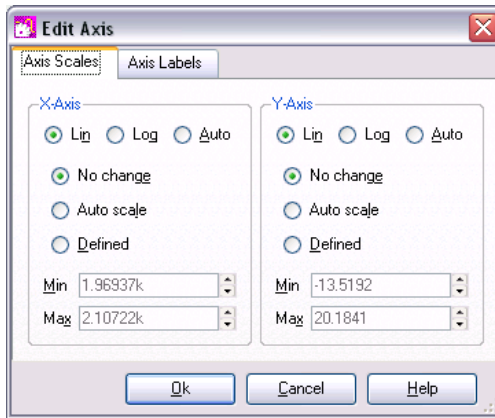 Edit Axis
Axis Scales Axis Labels
X-Axis
Lin Log Auto
No change
Auto scale
Defined
Min 1.96937k
Max 2.10722k
Y-Axis
Lin Log Auto
No change
Auto scale
Defined
Min -13.5192
Max 20.1841
Ok Cancel Help